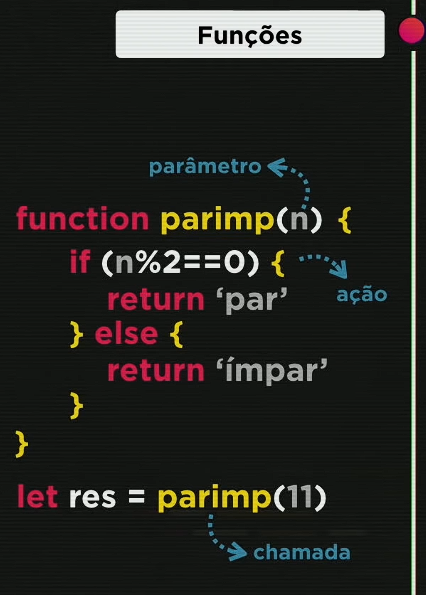 Funções
parâmetro
function parimp(n) {
if (n%2==0) {
ação
return ‘par’
} else {
return ‘ímpar’
}
}
let res = parimp(11)
chamada